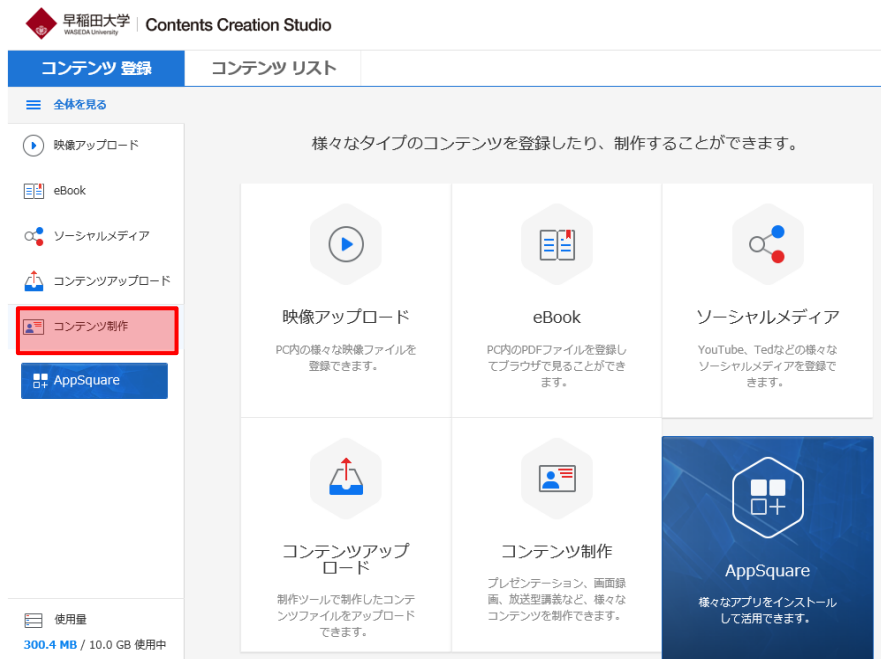 早稲田大学
WASEDA University
Contents Creation Studio
コンテンツ 登録
コンテンツ リスト
全体を見る
映像アップロード
eBook
ソーシャルメディア
コンテンツアップロード
コンテンツ制作
AppSquare
使用量
300.4 MB / 10.0 GB 使用中
様々なタイプのコンテンツを登録したり、制作することができます。
映像アップロード
PC内の様々な映像ファイルを
登録できます。
eBook
PC内のPDFファイルを登録し
てブラウザで見ることができ
ます。
ソーシャルメディア
YouTube、Tedなどの様々な
ソーシャルメディアを登録で
きます。
コンテンツアップ
ロード
制作ツールで制作したコンテ
ンツファイルをアップロード
できます。
コンテンツ制作
プレゼンテーション、画面録
画、放送型講義など、様々な
コンテンツを制作できます。
AppSquare
様々なアプリをインストール
して活用できます。